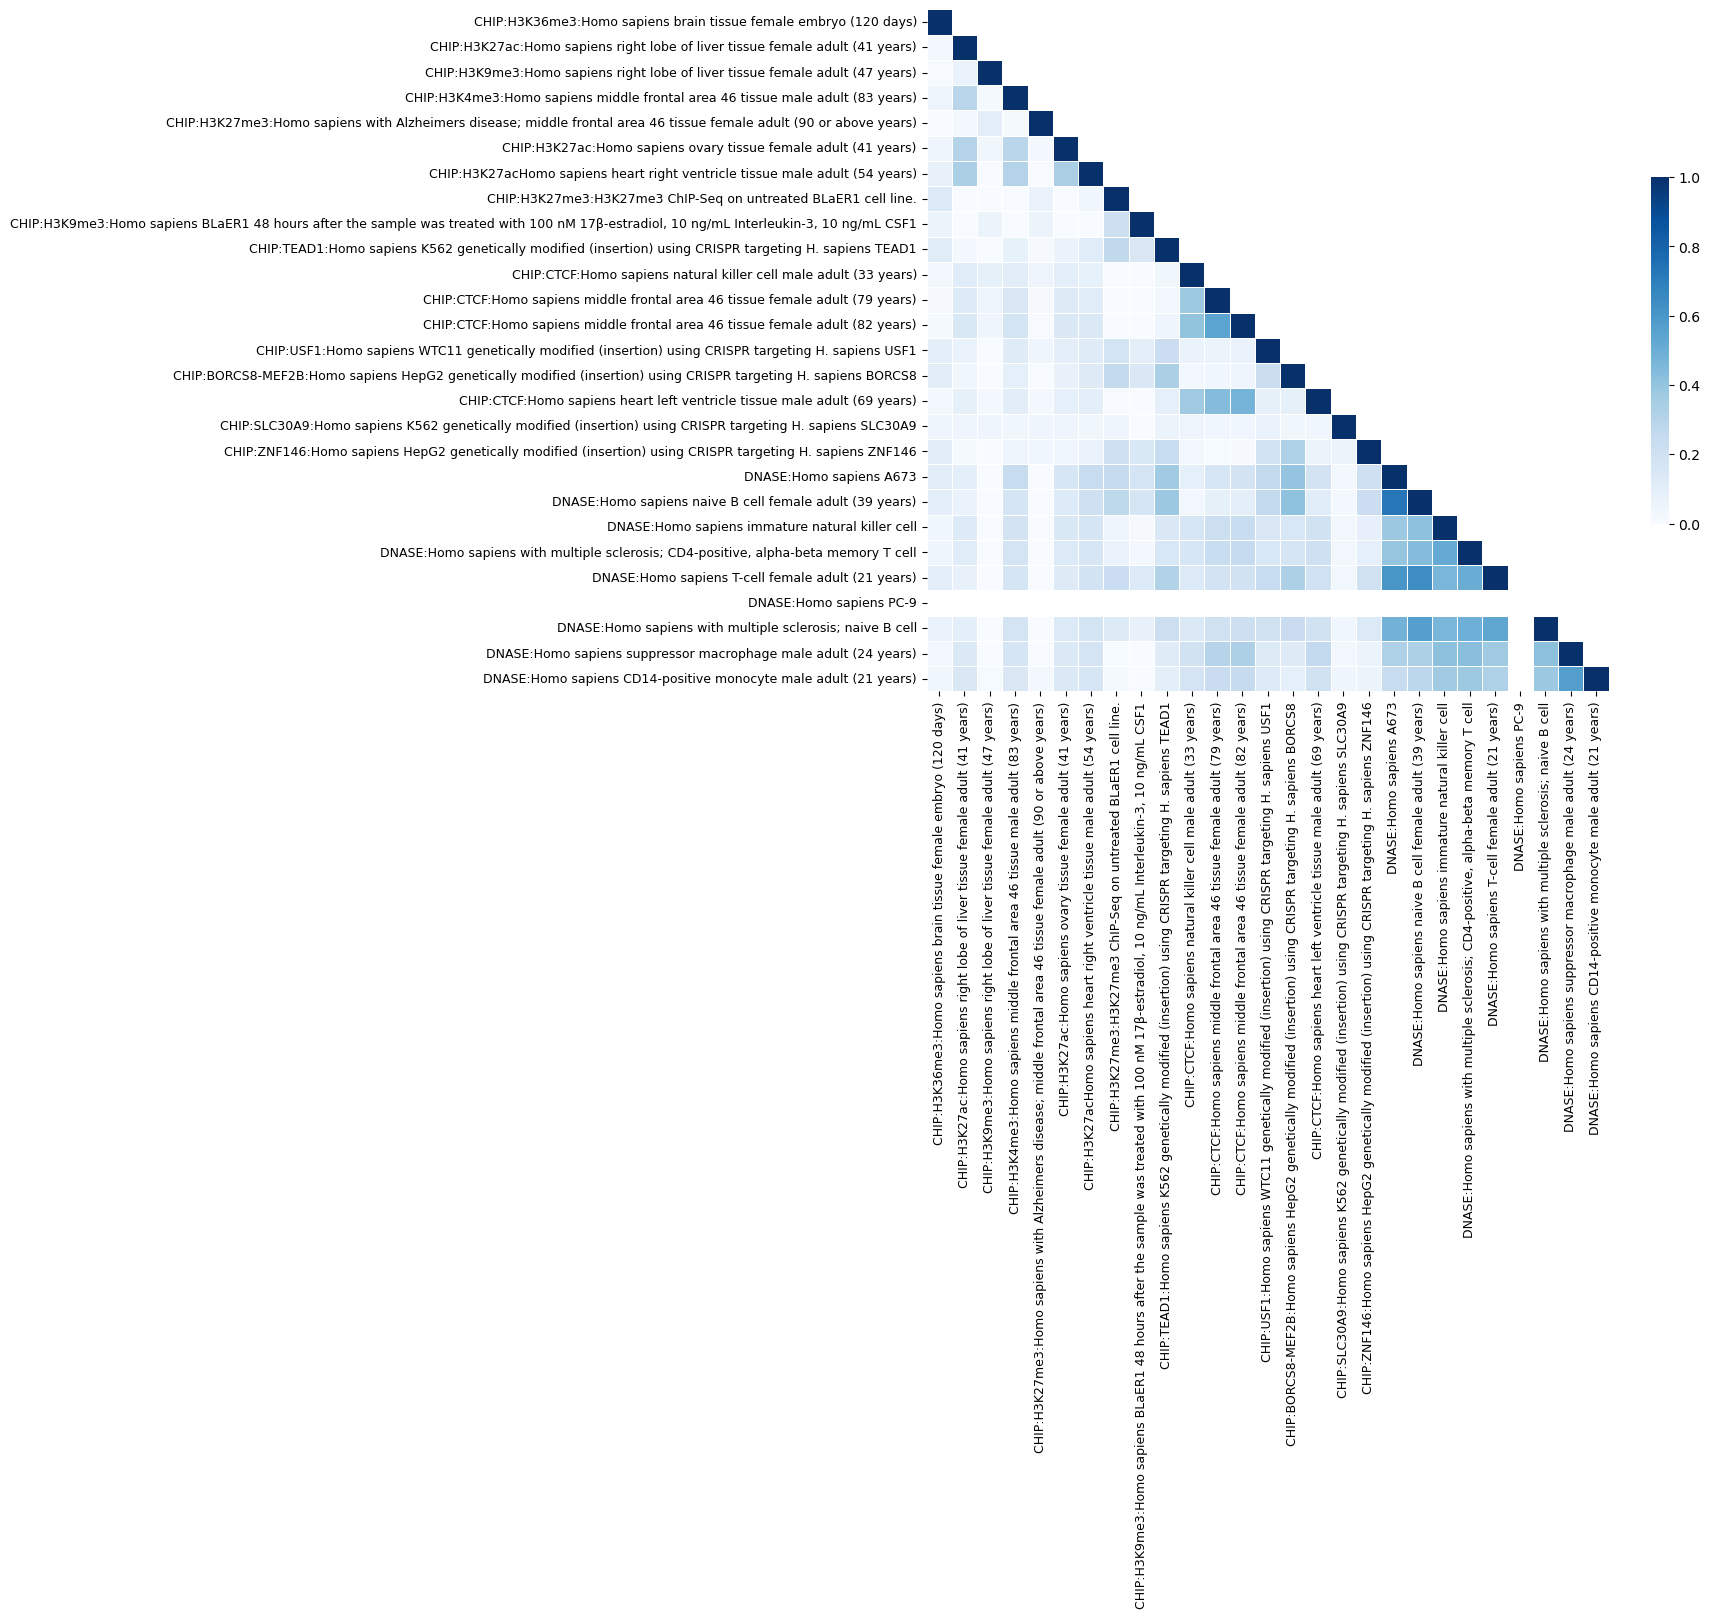 CHIP:H3K36me3:Homo sapiens brain tissue female embryo (120 days)
CHIP:H3K27ac:Homo sapiens right lobe of liver tissue female adult (41 years)
CHIP:H3K9me3:Homo sapiens right lobe of liver tissue female adult (47 years)
CHIP:H3K4me3:Homo sapiens middle frontal area 46 tissue male adult (83 years)
CHIP:H3K27me3:Homo sapiens with Alzheimers disease; middle frontal area 46 tissue female adult (90 or above years)
CHIP:H3K27ac:Homo sapiens ovary tissue female adult (41 years)
CHIP:H3K27acHomo sapiens heart right ventricle tissue male adult (54 years)
CHIP:H3K27me3:H3K27me3 ChIP-Seq on untreated BLaER1 cell line.
CHIP:H3K9me3:Homo sapiens BLaER1 48 hours after the sample was treated with 100 nM 17β-estradiol, 10 ng/mL Interleukin-3, 10 ng/mL CSF1
CHIP:TEAD1:Homo sapiens K562 genetically modified (insertion) using CRISPR targeting H. sapiens TEAD1
CHIP:CTCF:Homo sapiens natural killer cell male adult (33 years)
CHIP:CTCF:Homo sapiens middle frontal area 46 tissue female adult (79 years)
CHIP:CTCF:Homo sapiens middle frontal area 46 tissue female adult (82 years)
CHIP:USF1:Homo sapiens WTC11 genetically modified (insertion) using CRISPR targeting H. sapiens USF1
CHIP:BORCS8-MEF2B:Homo sapiens HepG2 genetically modified (insertion) using CRISPR targeting H. sapiens BORCS8
CHIP:CTCF:Homo sapiens heart left ventricle tissue male adult (69 years)
CHIP:SLC30A9:Homo sapiens K562 genetically modified (insertion) using CRISPR targeting H. sapiens SLC30A9
CHIP:ZNF146:Homo sapiens HepG2 genetically modified (insertion) using CRISPR targeting H. sapiens ZNF146
DNASE:Homo sapiens A673
DNASE:Homo sapiens naive B cell female adult (39 years)
DNASE:Homo sapiens immature natural killer cell
DNASE:Homo sapiens with multiple sclerosis; CD4-positive, alpha-beta memory T cell
DNASE:Homo sapiens T-cell female adult (21 years)
DNASE:Homo sapiens PC-9
DNASE:Homo sapiens with multiple sclerosis; naive B cell
DNASE:Homo sapiens suppressor macrophage male adult (24 years)
DNASE:Homo sapiens CD14-positive monocyte male adult (21 years)
1.0
0.8
0.6
0.4
0.2
0.0
CHIP:H3K36me3:Homo sapiens brain tissue female embryo (120 days)
CHIP:H3K27ac:Homo sapiens right lobe of liver tissue female adult (41 years)
CHIP:H3K9me3:Homo sapiens right lobe of liver tissue female adult (47 years)
CHIP:H3K4me3:Homo sapiens middle frontal area 46 tissue male adult (83 years)
CHIP:H3K27me3:Homo sapiens with Alzheimers disease; middle frontal area 46 tissue female adult (90 or above years)
CHIP:H3K27ac:Homo sapiens ovary tissue female adult (41 years)
CHIP:H3K27acHomo sapiens heart right ventricle tissue male adult (54 years)
CHIP:H3K27me3:H3K27me3 ChIP-Seq on untreated BLaER1 cell line.
CHIP:H3K9me3:Homo sapiens BLaER1 48 hours after the sample was treated with 100 nM 17β-estradiol, 10 ng/mL Interleukin-3, 10 ng/mL CSF1
CHIP:TEAD1:Homo sapiens K562 genetically modified (insertion) using CRISPR targeting H. sapiens TEAD1
CHIP:CTCF:Homo sapiens natural killer cell male adult (33 years)
CHIP:CTCF:Homo sapiens middle frontal area 46 tissue female adult (79 years)
CHIP:CTCF:Homo sapiens middle frontal area 46 tissue female adult (82 years)
CHIP:USF1:Homo sapiens WTC11 genetically modified (insertion) using CRISPR targeting H. sapiens USF1
CHIP:BORCS8-MEF2B:Homo sapiens HepG2 genetically modified (insertion) using CRISPR targeting H. sapiens BORCS8
CHIP:CTCF:Homo sapiens heart left ventricle tissue male adult (69 years)
CHIP:SLC30A9:Homo sapiens K562 genetically modified (insertion) using CRISPR targeting H. sapiens SLC30A9
CHIP:ZNF146:Homo sapiens HepG2 genetically modified (insertion) using CRISPR targeting H. sapiens ZNF146
DNASE:Homo sapiens A673
DNASE:Homo sapiens naive B cell female adult (39 years)
DNASE:Homo sapiens immature natural killer cell
DNASE:Homo sapiens with multiple sclerosis; CD4-positive, alpha-beta memory T cell
DNASE:Homo sapiens T-cell female adult (21 years)
DNASE:Homo sapiens PC-9
DNASE:Homo sapiens with multiple sclerosis; naive B cell
DNASE:Homo sapiens suppressor macrophage male adult (24 years)
DNASE:Homo sapiens CD14-positive monocyte male adult (21 years)